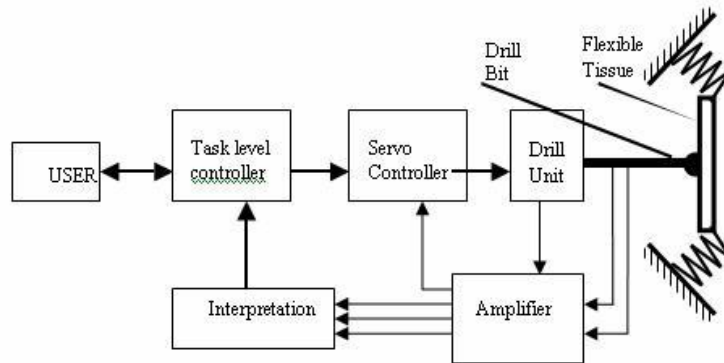 Drill
Bit
Flexible
Tissue
USER
Task level
controller
Servo
Controller
Drill
Unit
Interpretation
Amplifier